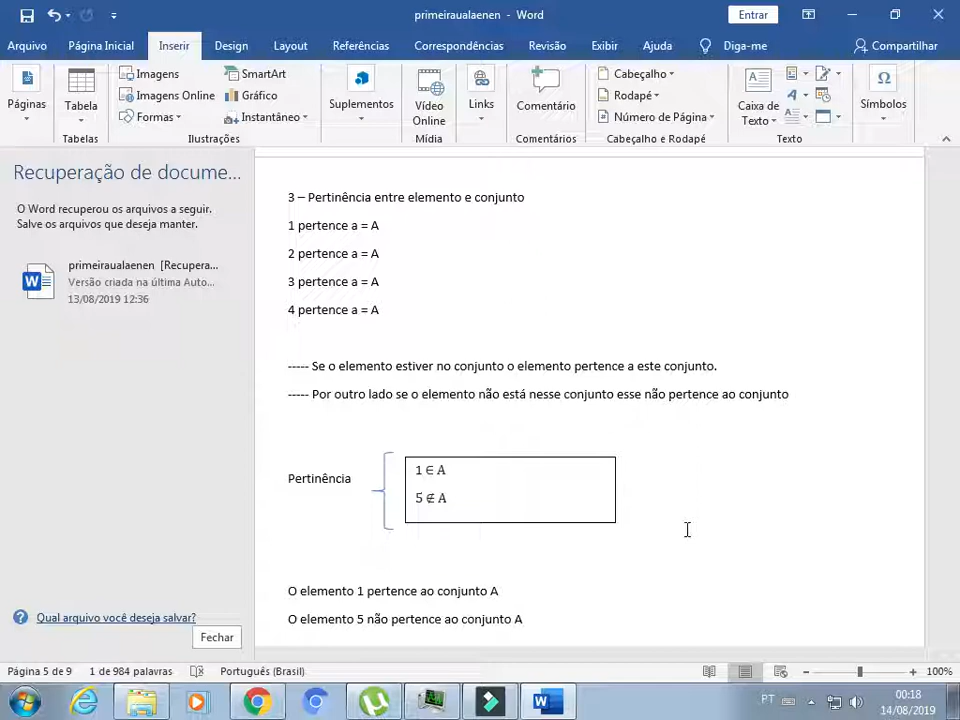 primeiraualaenen - Word
Entrar
Arquivo
Página Inicial
Inserir
Design
Layout
Referências
Correspondências
Revisão
Exibir
Ajuda
Diga-me
Compartilhar
Páginas
Tabela
Tabelas
Imagens
Imagens Online
Formas
SmartArt
Gráfico
Instantâneo
Ilustrações
Suplementos
Vídeo Online
Mídia
Links
Comentário
Comentários
Cabeçalho
Rodapé
Número de Página
Cabeçalho e Rodapé
Caixa de Texto
Texto
Símbolos
Recuperação de docume...
O Word recuperou os arquivos a seguir.
Salve os arquivos que deseja manter.
primeiraualaenen [Recupera...
Versão criada na última Auto...
13/08/2019 12:36
Qual arquivo você deseja salvar?
Fechar
3 – Pertinência entre elemento e conjunto
1 pertence a = A
2 pertence a = A
3 pertence a = A
4 pertence a = A
----- Se o elemento estiver no conjunto o elemento pertence a este conjunto.
----- Por outro lado se o elemento não está nesse conjunto esse não pertence ao conjunto
Pertinência
1 ∈ A
5 ∉ A
O elemento 1 pertence ao conjunto A
O elemento 5 não pertence ao conjunto A
Página 5 de 9
1 de 984 palavras
Português (Brasil)
100%
PT
00:18
14/08/2019